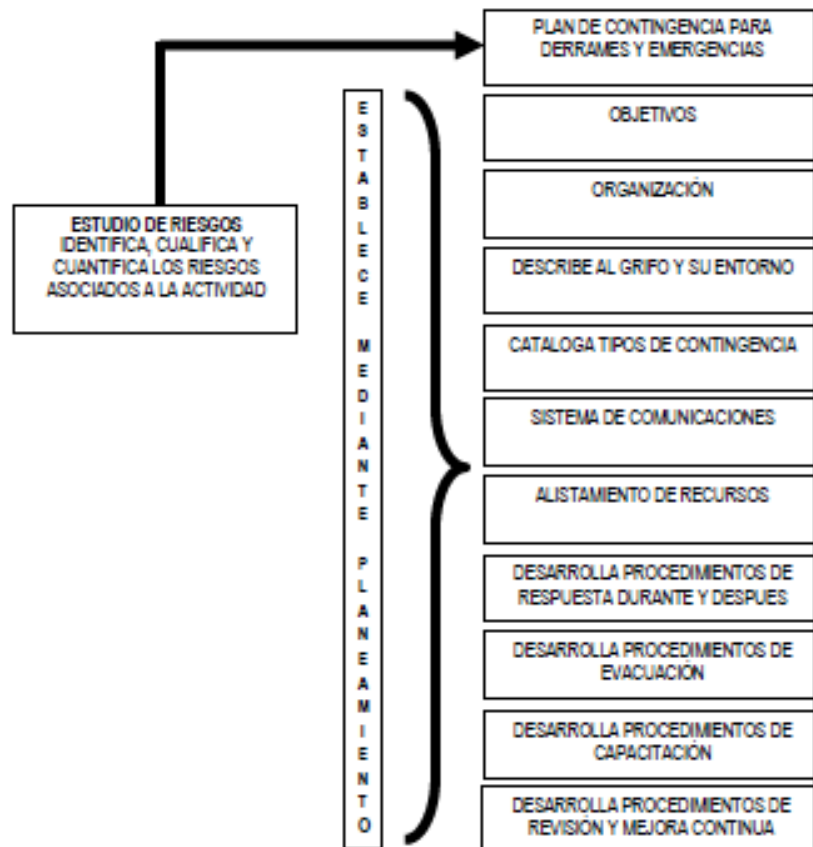 PLAN DE CONTINGENCIA PARA
DERRAMES Y EMERGENCIAS
ESTUDIO DE RIESGOS
IDENTIFICA, CUALIFICA Y
CUANTIFICA LOS RIESGOS
ASOCIADOS A LA ACTIVIDAD
ESTABLECE MEDIANTE PLANEAMIENTO
OBJETIVOS
ORGANIZACIÓN
DESCRIBE AL GRIFO Y SU ENTORNO
CATALOGA TIPOS DE CONTINGENCIA
SISTEMA DE COMUNICACIONES
ALISTAMIENTO DE RECURSOS
DESARROLLA PROCEDIMIENTOS DE
RESPUESTA DURANTE Y DESPUES
DESARROLLA PROCEDIMIENTOS DE
EVACUACIÓN
DESARROLLA PROCEDIMIENTOS DE
CAPACITACIÓN
DESARROLLA PROCEDIMIENTOS DE
REVISIÓN Y MEJORA CONTINUA